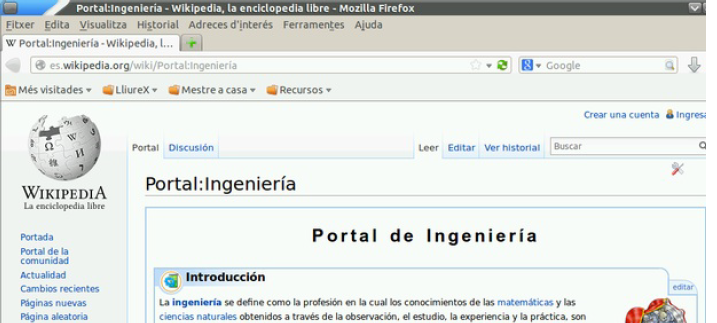 Portal:Ingeniería - Wikipedia, la enciclopedia libre - Mozilla Firefox
Fitxer Edita Visualitza Historial Adreces d'interés Ferramentes Ajuda
W Portal:Ingeniería - Wikipedia, l...
es.wikipedia.org/wiki/Portal:Ingeniería
Google
Més visitades LliureX Mestre a casa Recursos
Crear una cuenta Ingresa
Portal Discusión Leer Editar Ver historial Buscar
WIKIPEDIA
La enciclopedia libre
Portal:Ingeniería
Portada
Portal de la comunidad
Actualidad
Cambios recientes
Páginas nuevas
Página aleatoria
Portal de Ingeniería
Introducción
editar
La ingeniería se define como la profesión en la cual los conocimientos de las matemáticas y las
ciencias naturales obtenidos a través de la observación, el estudio, la experiencia y la práctica, son